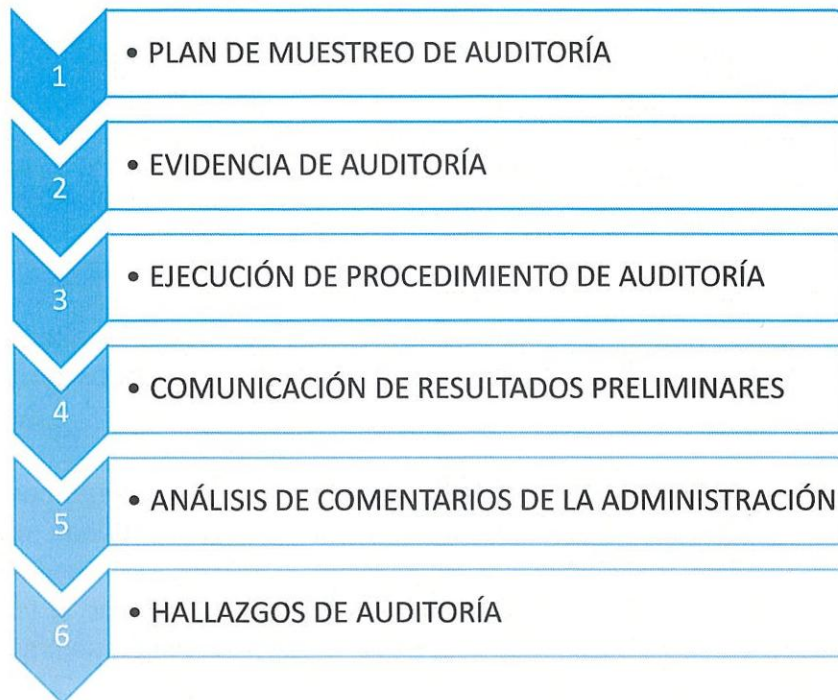 1
• PLAN DE MUESTREO DE AUDITORÍA
2
• EVIDENCIA DE AUDITORÍA
3
• EJECUCIÓN DE PROCEDIMIENTO DE AUDITORÍA
4
• COMUNICACIÓN DE RESULTADOS PRELIMINARES
5
• ANÁLISIS DE COMENTARIOS DE LA ADMINISTRACIÓN
6
• HALLAZGOS DE AUDITORÍA